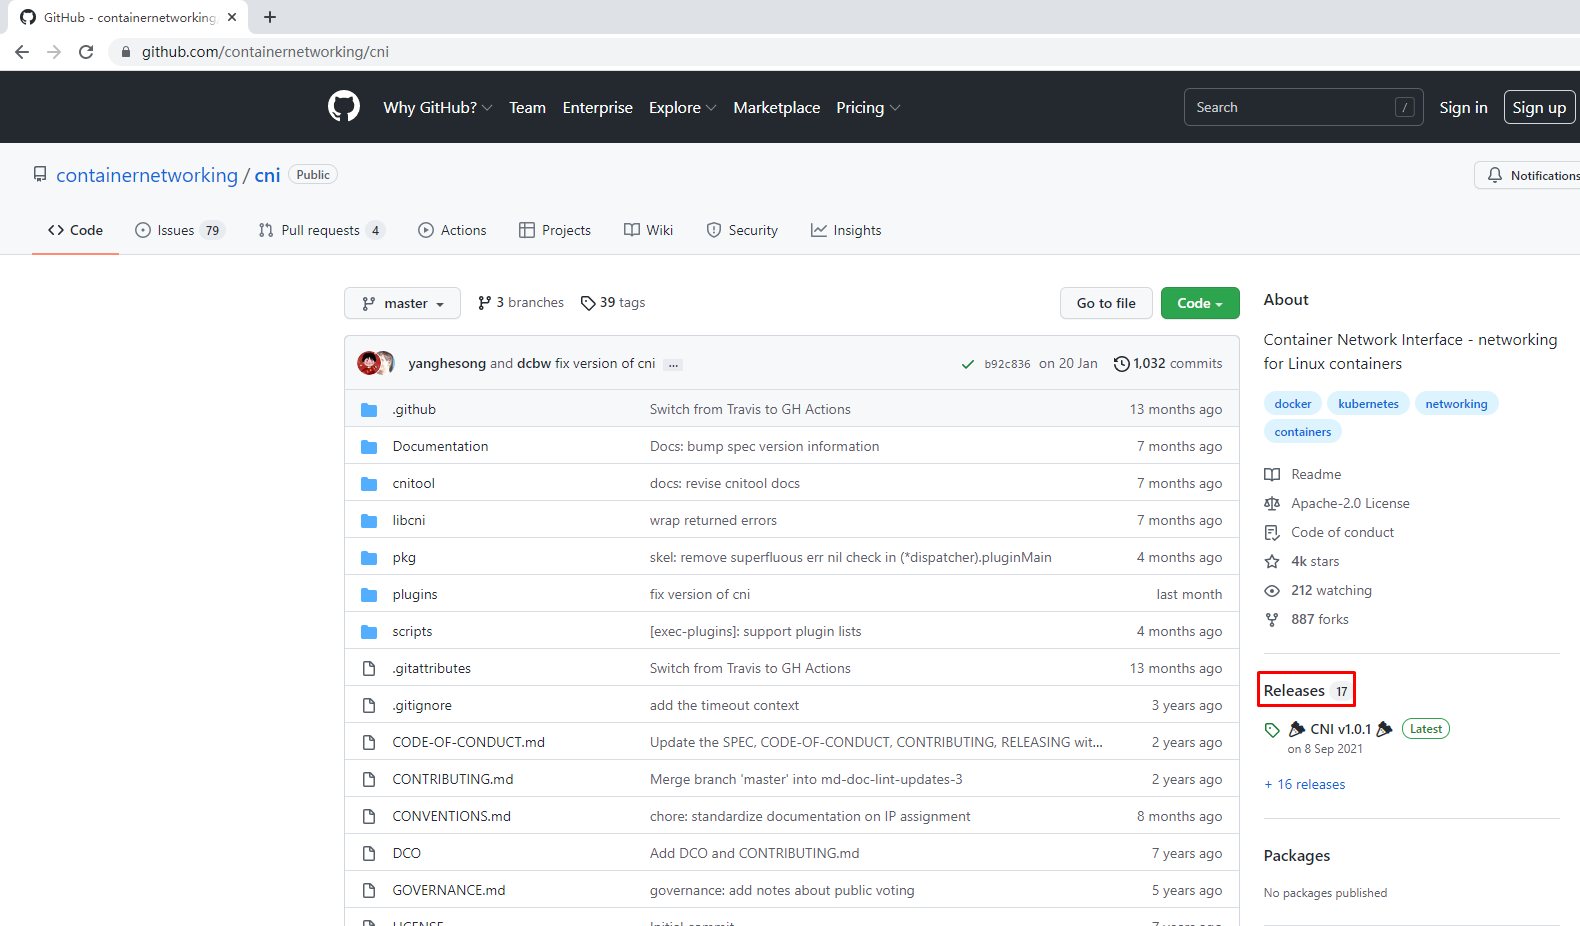 GitHub - containernetworking
github.com/containernetworking/cni
Why GitHub? Team Enterprise Explore Marketplace Pricing Search / Sign in Sign up
containernetworking / cni Public Notifications
Code Issues 79 Pull requests 4 Actions Projects Wiki Security Insights
master 3 branches 39 tags Go to file Code
yanghesong and dcbw fix version of cni ... b92c836 on 20 Jan 1,032 commits
.github Switch from Travis to GH Actions 13 months ago
Documentation Docs: bump spec version information 7 months ago
cnitool docs: revise cnitool docs 7 months ago
libcni wrap returned errors 7 months ago
pkg skel: remove superfluous err nil check in (*dispatcher).pluginMain 4 months ago
plugins fix version of cni last month
scripts [exec-plugins]: support plugin lists 4 months ago
.gitattributes Switch from Travis to GH Actions 13 months ago
.gitignore add the timeout context 3 years ago
CODE-OF-CONDUCT.md Update the SPEC, CODE-OF-CONDUCT, CONTRIBUTING, RELEASING wit... 2 years ago
CONTRIBUTING.md Merge branch 'master' into md-doc-lint-updates-3 2 years ago
CONVENTIONS.md chore: standardize documentation on IP assignment 8 months ago
DCO Add DCO and CONTRIBUTING.md 7 years ago
GOVERNANCE.md governance: add notes about public voting 5 years ago
LICENSE Initial commit 7 years ago
About
Container Network Interface - networking
for Linux containers
docker kubernetes networking
containers
Readme
Apache-2.0 License
Code of conduct
4k stars
212 watching
887 forks
Releases 17
CNI v1.0.1 Latest
on 8 Sep 2021
+ 16 releases
Packages
No packages published